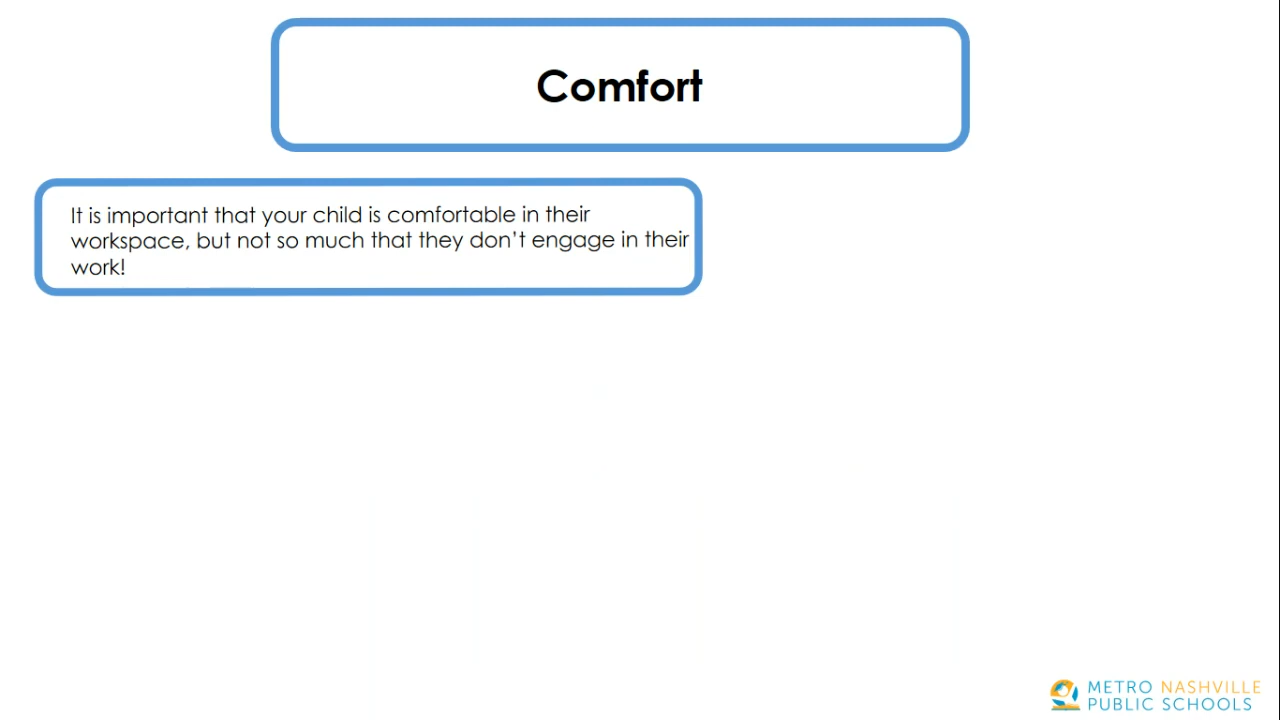 Comfort
It is important that your child is comfortable in their
workspace, but not so much that they don’t engage in their
work!
METRO NASHVILLE
PUBLIC SCHOOLS